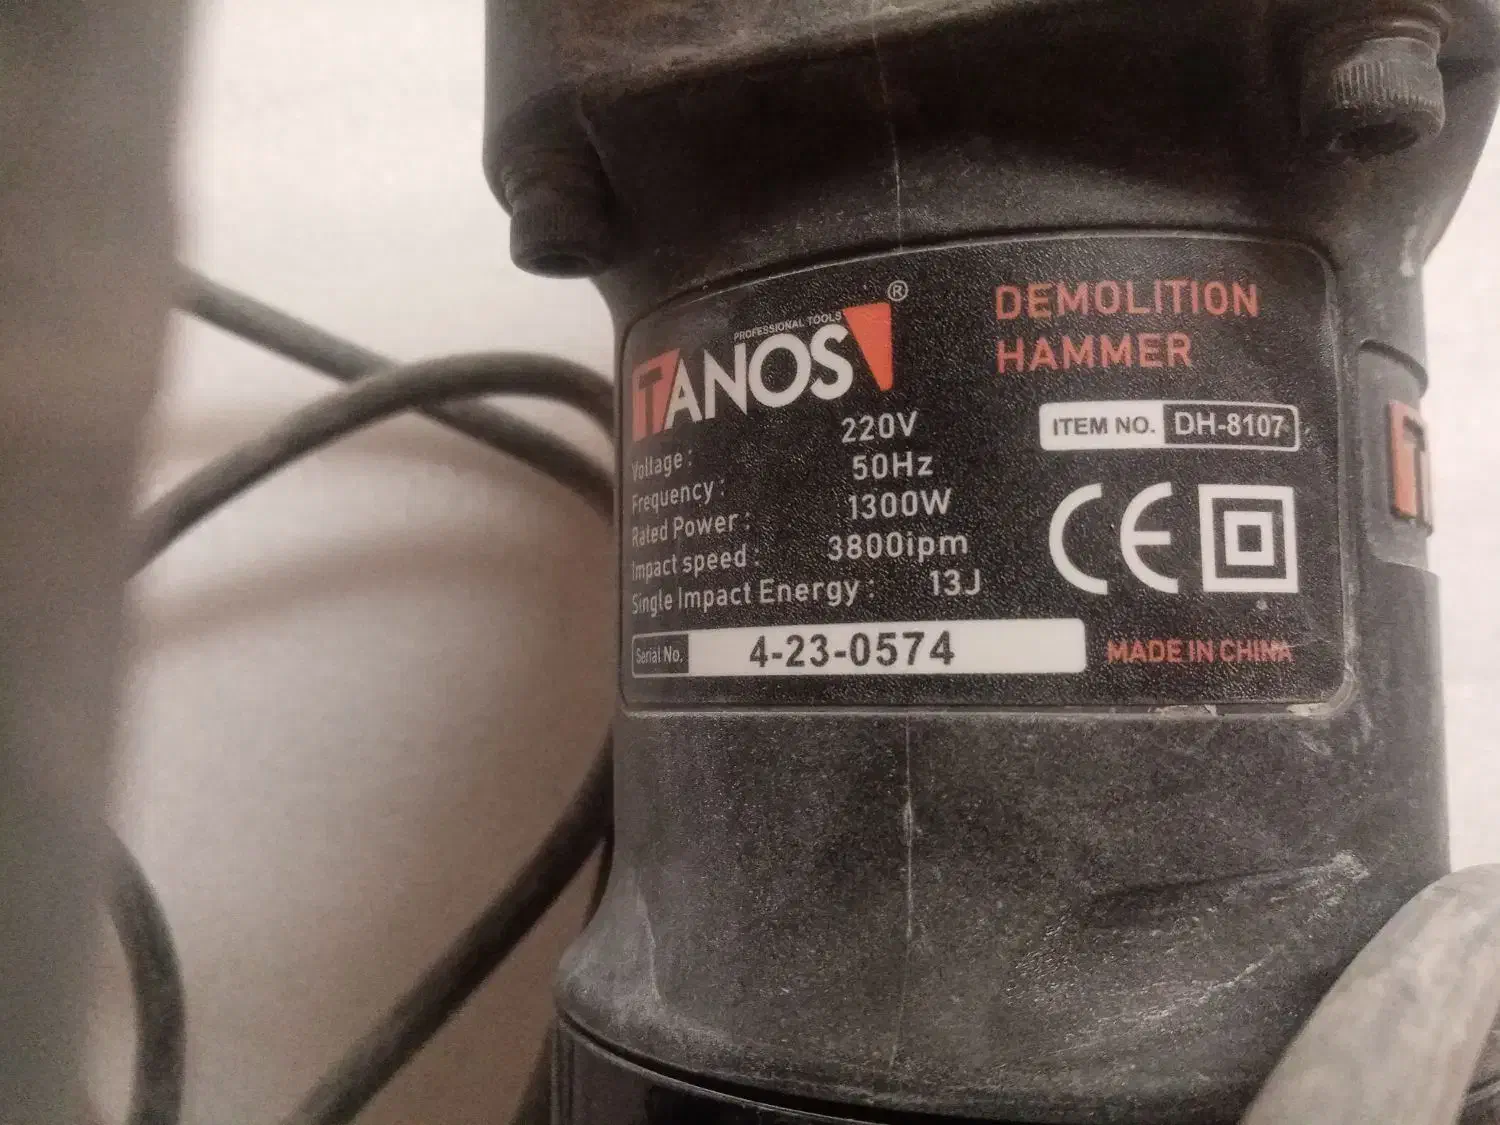 PROFESSIONAL TOOLS
TANOS®
DEMOLITION
HAMMER
ITEM NO. DH-8107
Voltage : 220V
Frequency : 50Hz
Rated Power : 1300W
Impact speed : 3800ipm
Single Impact Energy : 13J
CE
Serial No. 4-23-0574
MADE IN CHINA
T